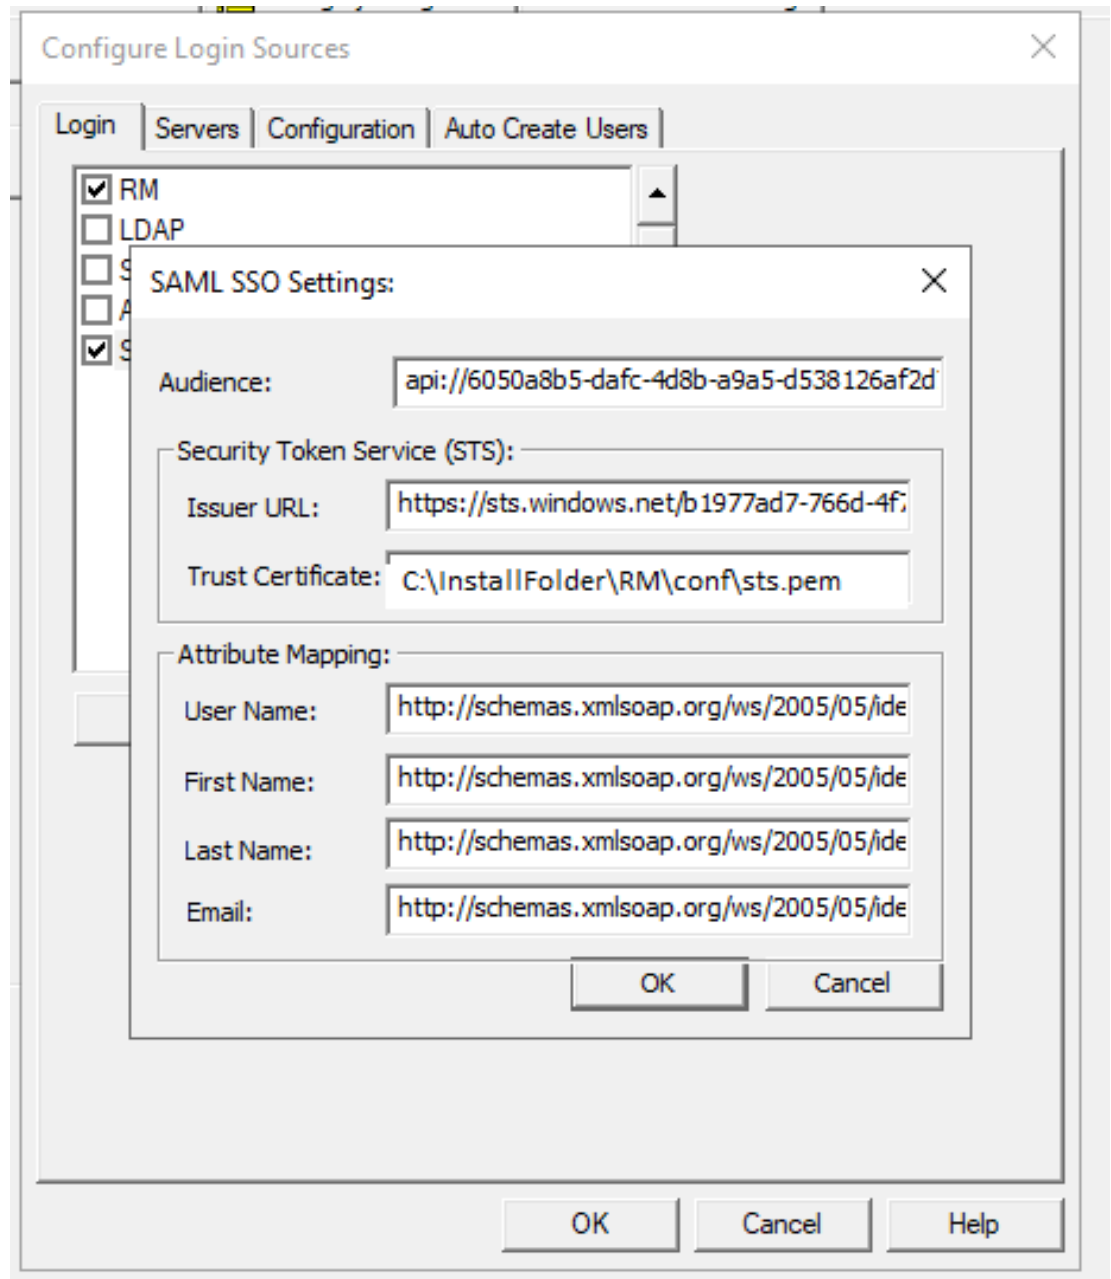 Configure Login Sources
Login Servers Configuration Auto Create Users
RM
LDAP
SAML SSO Settings:
Audience: api://6050a8b5-dafc-4d8b-a9a5-d538126af2d
Security Token Service (STS):
Issuer URL: https://sts.windows.net/b1977ad7-766d-4f
Trust Certificate: C:\InstallFolder\RM\conf\sts.pem
Attribute Mapping:
User Name: http://schemas.xmlsoap.org/ws/2005/05/ide
First Name: http://schemas.xmlsoap.org/ws/2005/05/ide
Last Name: http://schemas.xmlsoap.org/ws/2005/05/ide
Email: http://schemas.xmlsoap.org/ws/2005/05/ide
OK Cancel
OK Cancel Help